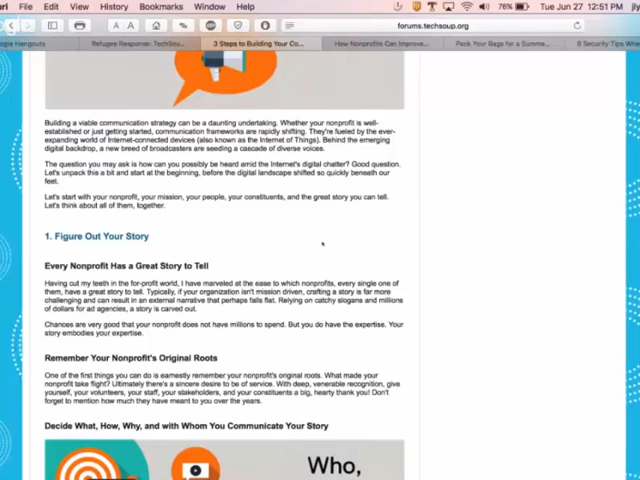 ari File Edit View History Bookmarks Window Help 76% Tue Jun 27 12:51 PM
A A forums.techsoup.org
ogle Hangouts Refugee Response: TechSou... 3 Steps to Building Your Co... How Nonprofits Can Improve... Pack Your Bags for a Summe... 8 Security Tips Whe
Building a viable communication strategy can be a daunting undertaking. Whether your nonprofit is well-
established or just getting started, communication frameworks are rapidly shifting. They're fueled by the ever-
expanding world of Internet-connected devices (also known as the Internet of Things). Behind the emerging
digital backdrop, a new breed of broadcasters are seeding a cascade of diverse voices.
The question you may ask is how can you possibly be heard amid the Internet's digital chatter? Good question.
Let's unpack this a bit and start at the beginning, before the digital landscape shifted so quickly beneath our
feet.
Let's start with your nonprofit, your mission, your people, your constituents, and the great story you can tell.
Let's think about all of them, together.
1. Figure Out Your Story
Every Nonprofit Has a Great Story to Tell
Having cut my teeth in the for-profit world, I have marveled at the ease to which nonprofits, every single one of
them, have a great story to tell. Typically, if your organization isn't mission driven, crafting a story is far more
challenging and can result in an external narrative that perhaps falls flat. Relying on catchy slogans and millions
of dollars for ad agencies, a story is carved out.
Chances are very good that your nonprofit does not have millions to spend. But you do have the expertise. Your
story embodies your expertise.
Remember Your Nonprofit's Original Roots
One of the first things you can do is earnestly remember your nonprofit's original roots. What made your
nonprofit take flight? Ultimately there's a sincere desire to be of service. With deep, venerable recognition, give
yourself, your volunteers, your staff, your stakeholders, and your constituents a big, hearty thank you! Don't
forget to mention how much they have meant to you over the years.
Decide What, How, Why, and with Whom You Communicate Your Story
Who,